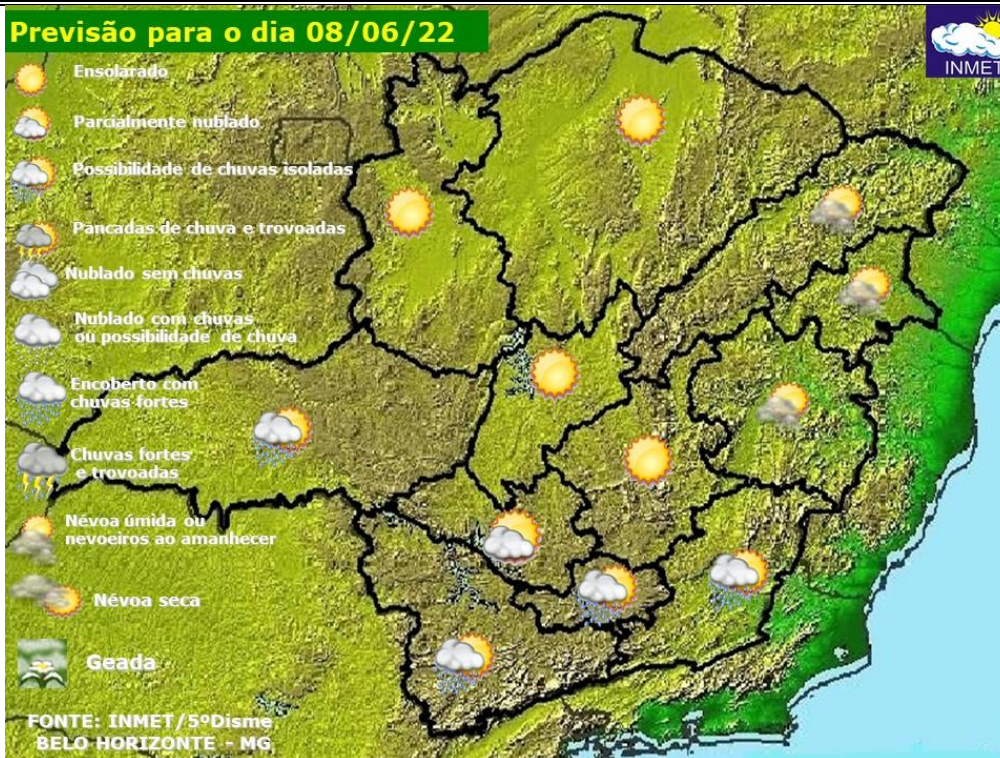 Previsão para o dia 08/06/22
INMET
Ensolarado
Parcialmente nublado
Possibilidade de chuvas isoladas
Pancadas de chuva e trovoadas
Nublado sem chuvas
Nublado com chuvas
ou possibilidade de chuva
Encoberto com
chuvas fortes
Chuvas fortes
e trovoadas
Névoa úmida ou
nevoeiros ao amanhecer
Névoa seca
Geada
FONTE: INMET/5ºDisme
BELO HORIZONTE - MG